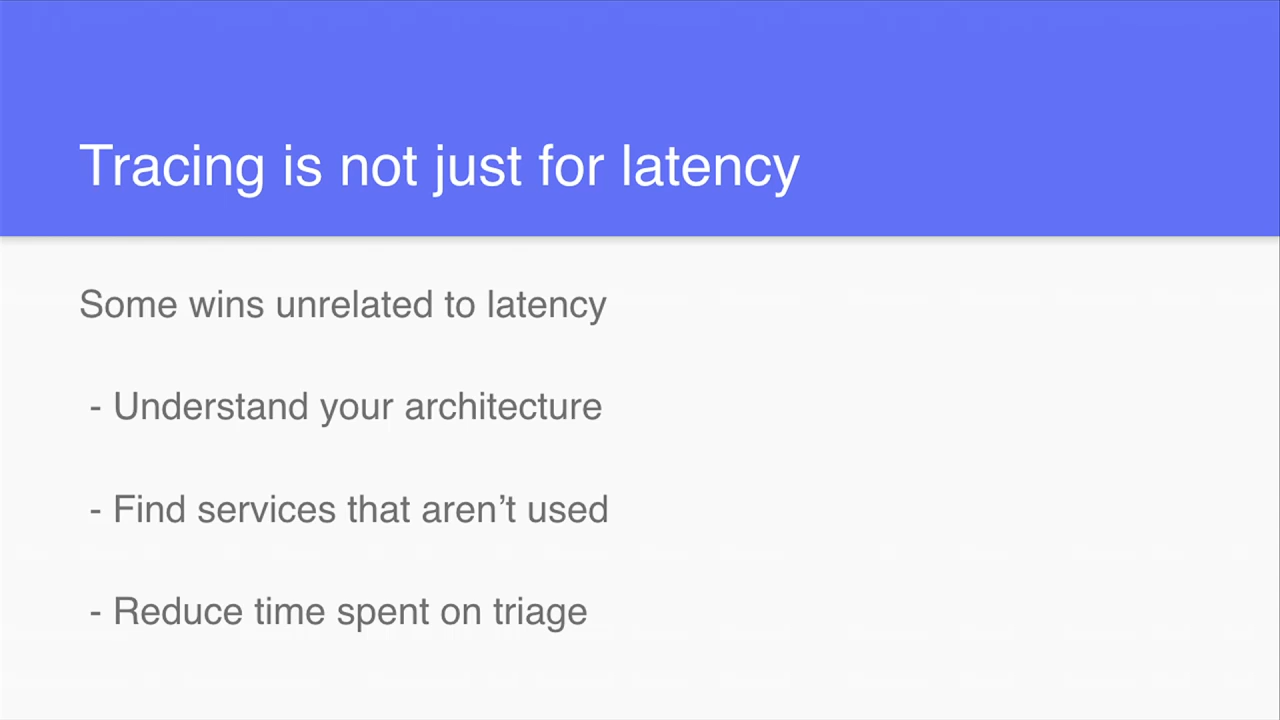 Tracing is not just for latency
Some wins unrelated to latency
- Understand your architecture
- Find services that aren’t used
- Reduce time spent on triage